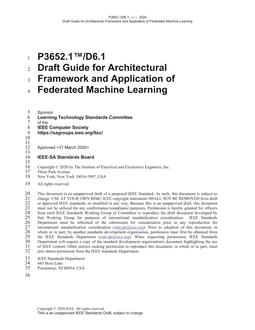 P3652.1/D6.1, July 2020
Draft Guide for Architectural Framework and Application of Federated Machine Learning
1 P3652.1™/D6.1
2 Draft Guide for Architectural
3 Framework and Application of
4 Federated Machine Learning
5 Sponsor
6 Learning Technology Standards Committee
7 of the
8 IEEE Computer Society
9 https://sagroups.ieee.org/ltsc/
10
11
12 Approved <31 March 2020>
13
14 IEEE-SA Standards Board
15
16 Copyright © 2020 by The Institute of Electrical and Electronics Engineers, Inc.
17 Three Park Avenue
18 New York, New York 10016-5997, USA
19 All rights reserved.
20 This document is an unapproved draft of a proposed IEEE Standard. As such, this document is subject to
21 change. USE AT YOUR OWN RISK! IEEE copyright statements SHALL NOT BE REMOVED from draft
22 or approved IEEE standards, or modified in any way. Because this is an unapproved draft, this document
23 must not be utilized for any conformance/compliance purposes. Permission is hereby granted for officers
24 from each IEEE Standards Working Group or Committee to reproduce the draft document developed by
25 that Working Group for purposes of international standardization consideration. IEEE Standards
26 Department must be informed of the submission for consideration prior to any reproduction for
27 international standardization consideration (stds.ipr@ieee.org). Prior to adoption of this document, in
28 whole or in part, by another standards development organization, permission must first be obtained from
29 the IEEE Standards Department (stds.ipr@ieee.org). When requesting permission, IEEE Standards
30 Department will require a copy of the standard development organization's document highlighting the use
31 of IEEE content. Other entities seeking permission to reproduce this document, in whole or in part, must
32 also obtain permission from the IEEE Standards Department.
33 IEEE Standards Department
34 445 Hoes Lane
35 Piscataway, NJ 08854, USA
36
Copyright © 2020 IEEE. All rights reserved.
This is an unapproved IEEE Standards Draft, subject to change